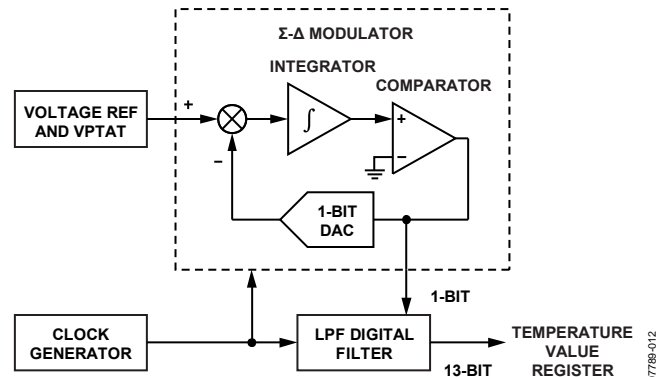 Σ-Δ MODULATOR
INTEGRATOR
COMPARATOR
VOLTAGE REF
AND VPTAT
+
−
∫
+
−
1-BIT
DAC
1-BIT
CLOCK
GENERATOR
LPF DIGITAL
FILTER
13-BIT
TEMPERATURE
VALUE
REGISTER
07789-012